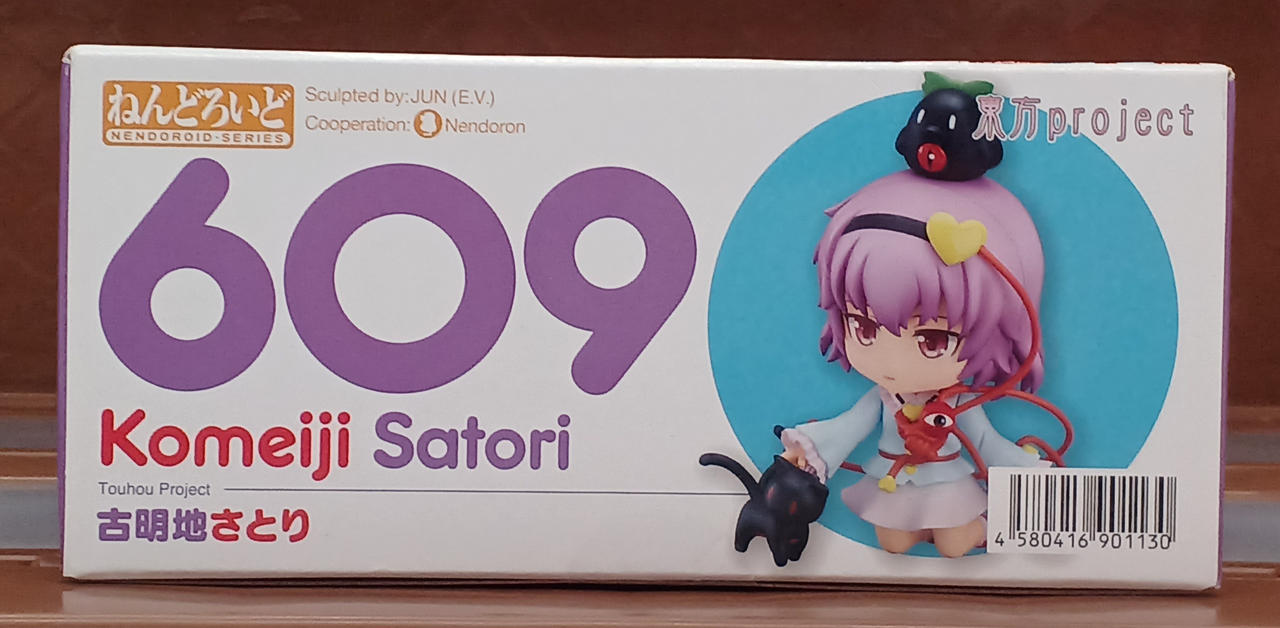 ねんどろいど
NENDOROID-SERIES
Sculpted by: JUN (E.V.)
Cooperation: Nendoron
東方project
609
Komeiji Satori
Touhou Project
古明地さとり
4 580416 901130